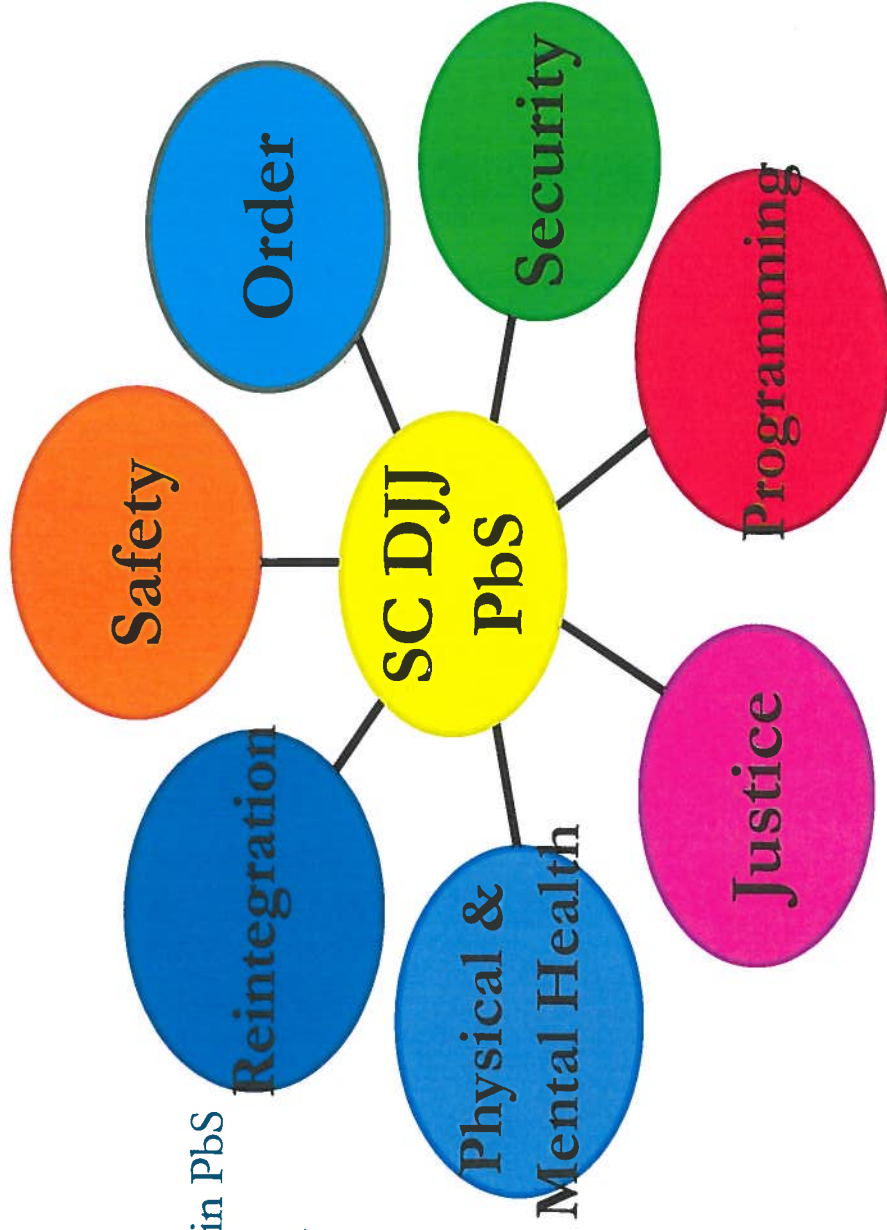 in PbS
Safety
Order
Security
Programming
Justice
Physical &
Mental Health
Reintegration
SC DJJ
PbS